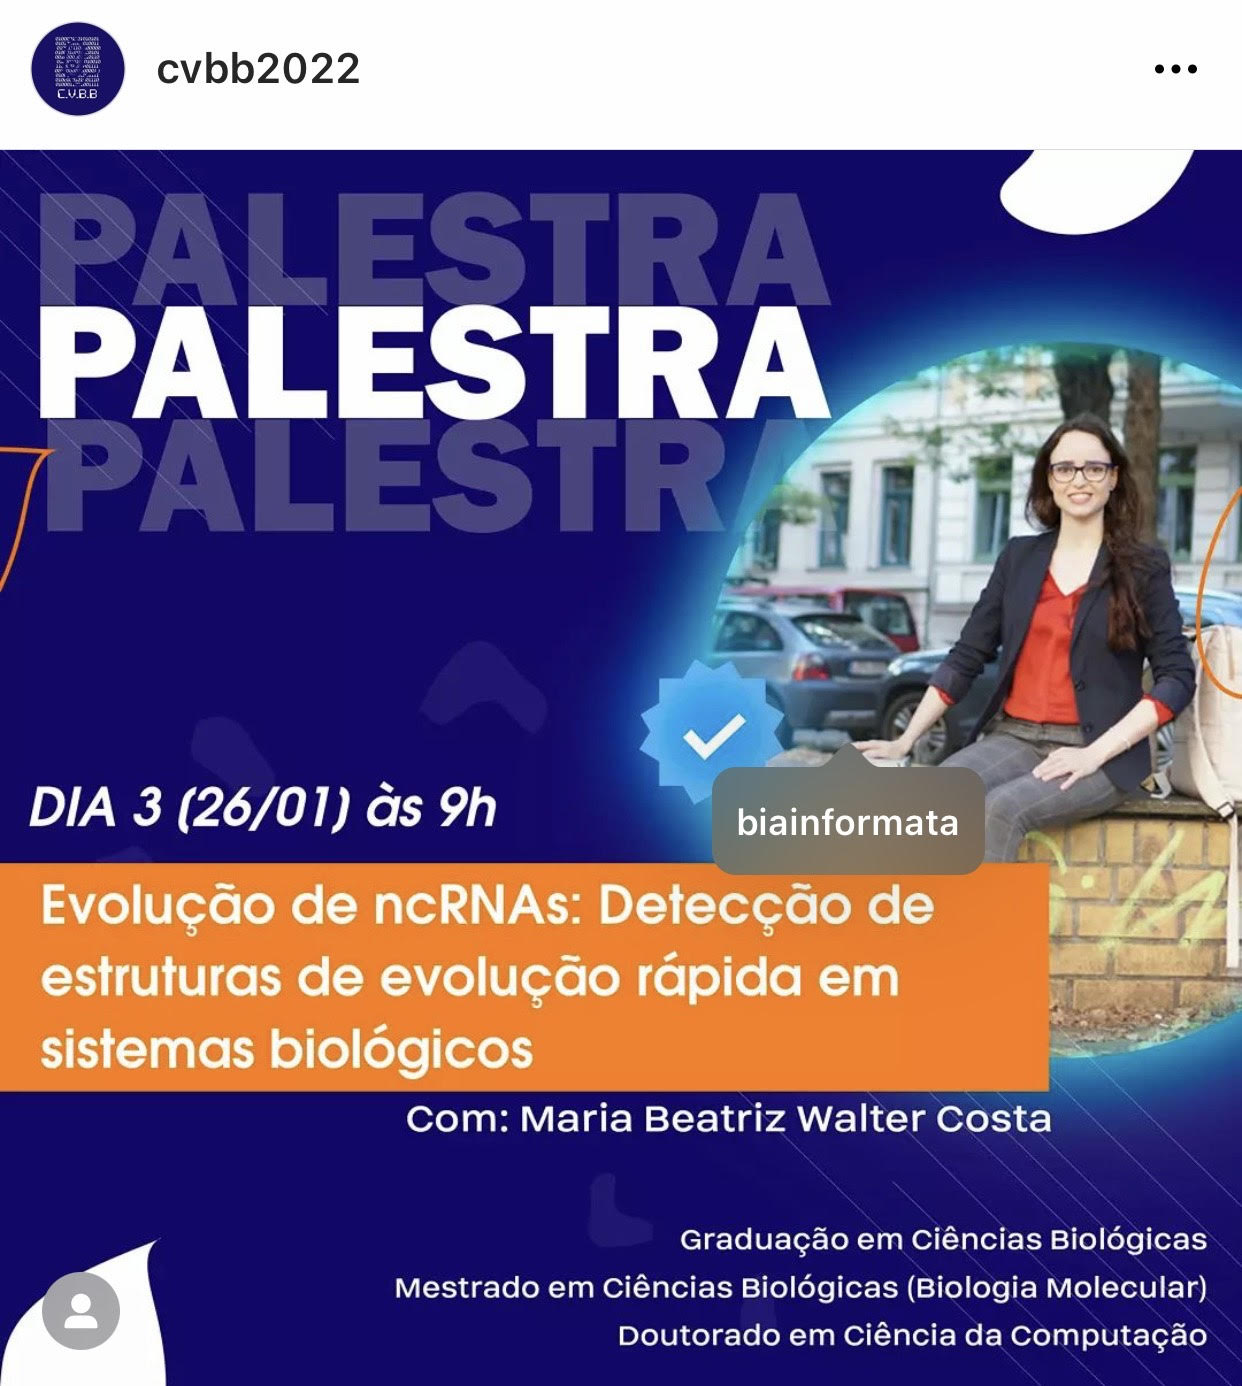 C.V.B.B
cvbb2022
PALESTRA
PALESTRA
PALESTRA
DIA 3 (26/01) às 9h
biainformata
Evolução de ncRNAs: Detecção de
estruturas de evolução rápida em
sistemas biológicos
Com: Maria Beatriz Walter Costa
Graduação em Ciências Biológicas
Mestrado em Ciências Biológicas (Biologia Molecular)
Doutorado em Ciência da Computação